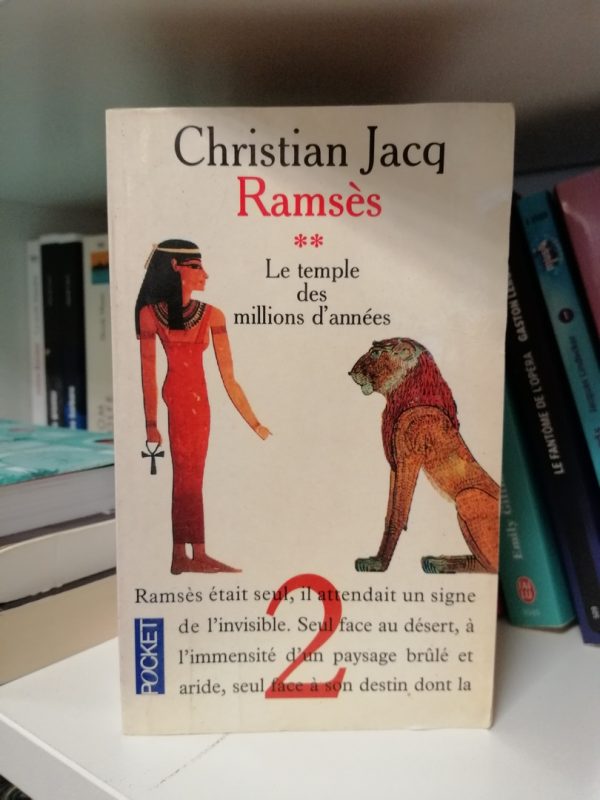 Christian Jacq
Ramsès
**
Le temple
des
millions d'années
Ramsès était seul, il attendait un signe
de l'invisible. Seul face au désert, à
l'immensité d'un paysage brûlé et
aride, seul face à son destin dont la
2
POCKET
LE FANTÔME DE L'OPÉRA GASTON
Emily